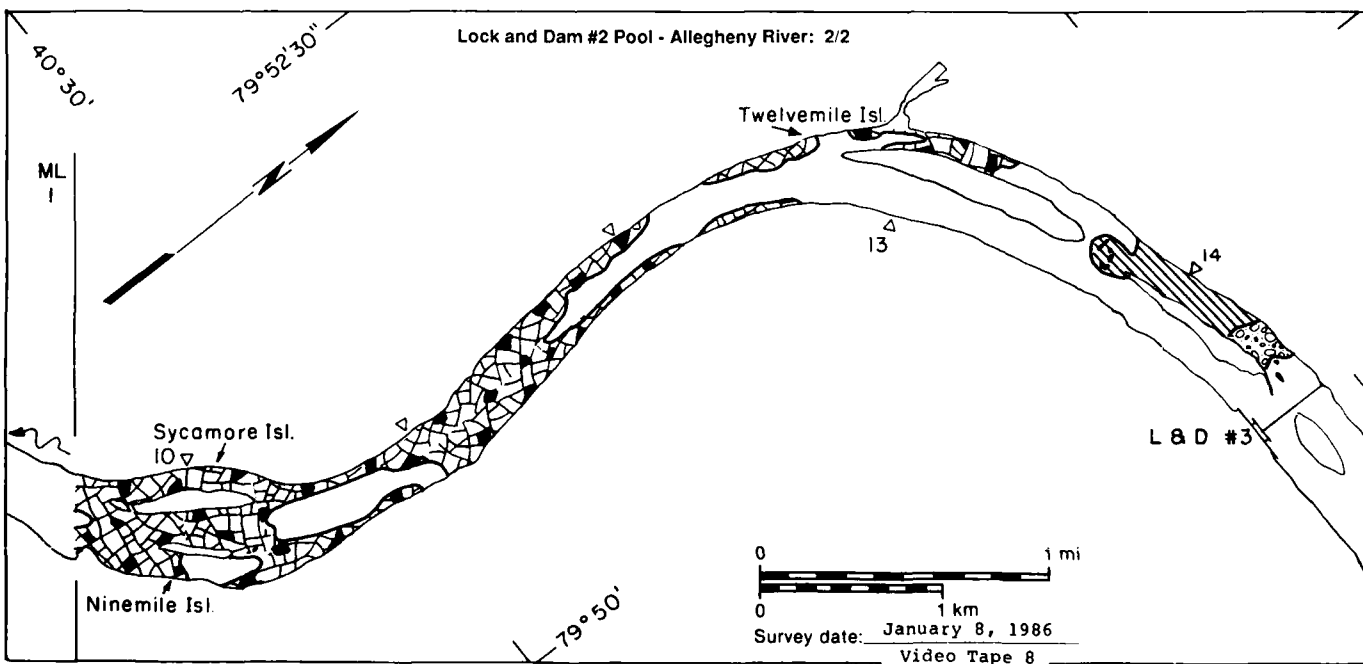 Lock and Dam #2 Pool - Allegheny River: 2/2
40°30'
79°52'30"
Twelvemile Isl.
ML
1
13
14
Sycamore Isl.
10
L & D #3
Ninemile Isl.
79°50'
0 1 mi
0 1 km
Survey date: January 8, 1986
Video Tape 8